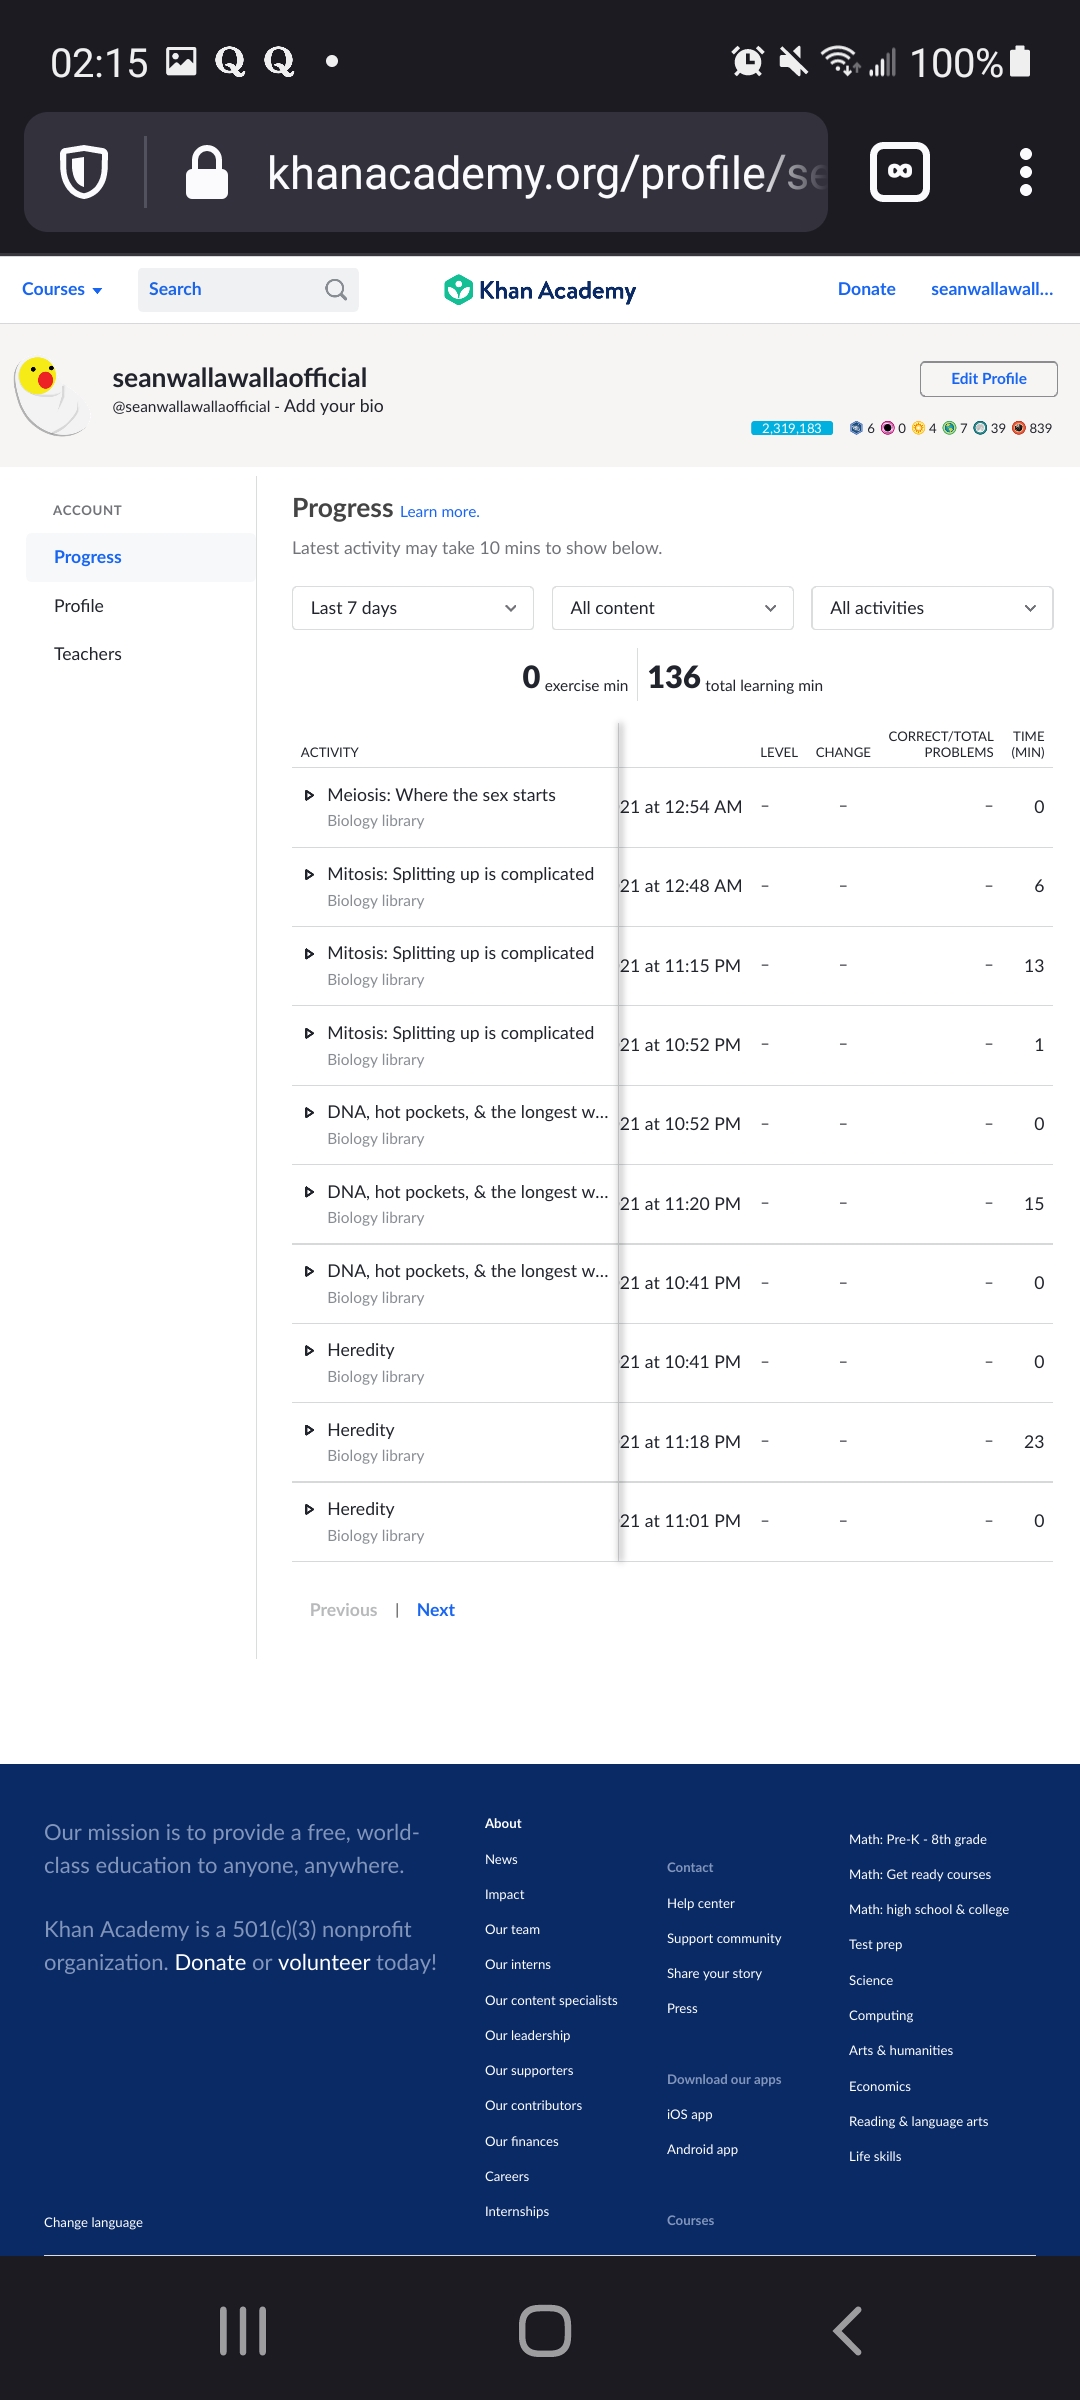 02:15
100%
khanacademy.org/profile/se
Courses
Search
Khan Academy
Donate
seanwallawall...
seanwallawallaofficial
@seanwallawallaofficial - Add your bio
Edit Profile
2,319,183 6 0 4 7 39 839
ACCOUNT
Progress
Profile
Teachers
Progress Learn more.
Latest activity may take 10 mins to show below.
Last 7 days
All content
All activities
0 exercise min
136 total learning min
ACTIVITY LEVEL CHANGE CORRECT/TOTAL PROBLEMS TIME (MIN)
Meiosis: Where the sex starts
Biology library
21 at 12:54 AM – – – 0
Mitosis: Splitting up is complicated
Biology library
21 at 12:48 AM – – – 6
Mitosis: Splitting up is complicated
Biology library
21 at 11:15 PM – – – 13
Mitosis: Splitting up is complicated
Biology library
21 at 10:52 PM – – – 1
DNA, hot pockets, & the longest w...
Biology library
21 at 10:52 PM – – – 0
DNA, hot pockets, & the longest w...
Biology library
21 at 11:20 PM – – – 15
DNA, hot pockets, & the longest w...
Biology library
21 at 10:41 PM – – – 0
Heredity
Biology library
21 at 10:41 PM – – – 0
Heredity
Biology library
21 at 11:18 PM – – – 23
Heredity
Biology library
21 at 11:01 PM – – – 0
Previous | Next
Our mission is to provide a free, world-
class education to anyone, anywhere.
Khan Academy is a 501(c)(3) nonprofit
organization. Donate or volunteer today!
Change language
About
News
Impact
Our team
Our interns
Our content specialists
Our leadership
Our supporters
Our contributors
Our finances
Careers
Internships
Contact
Help center
Support community
Share your story
Press
Download our apps
iOS app
Android app
Courses
Math: Pre-K - 8th grade
Math: Get ready courses
Math: high school & college
Test prep
Science
Computing
Arts & humanities
Economics
Reading & language arts
Life skills